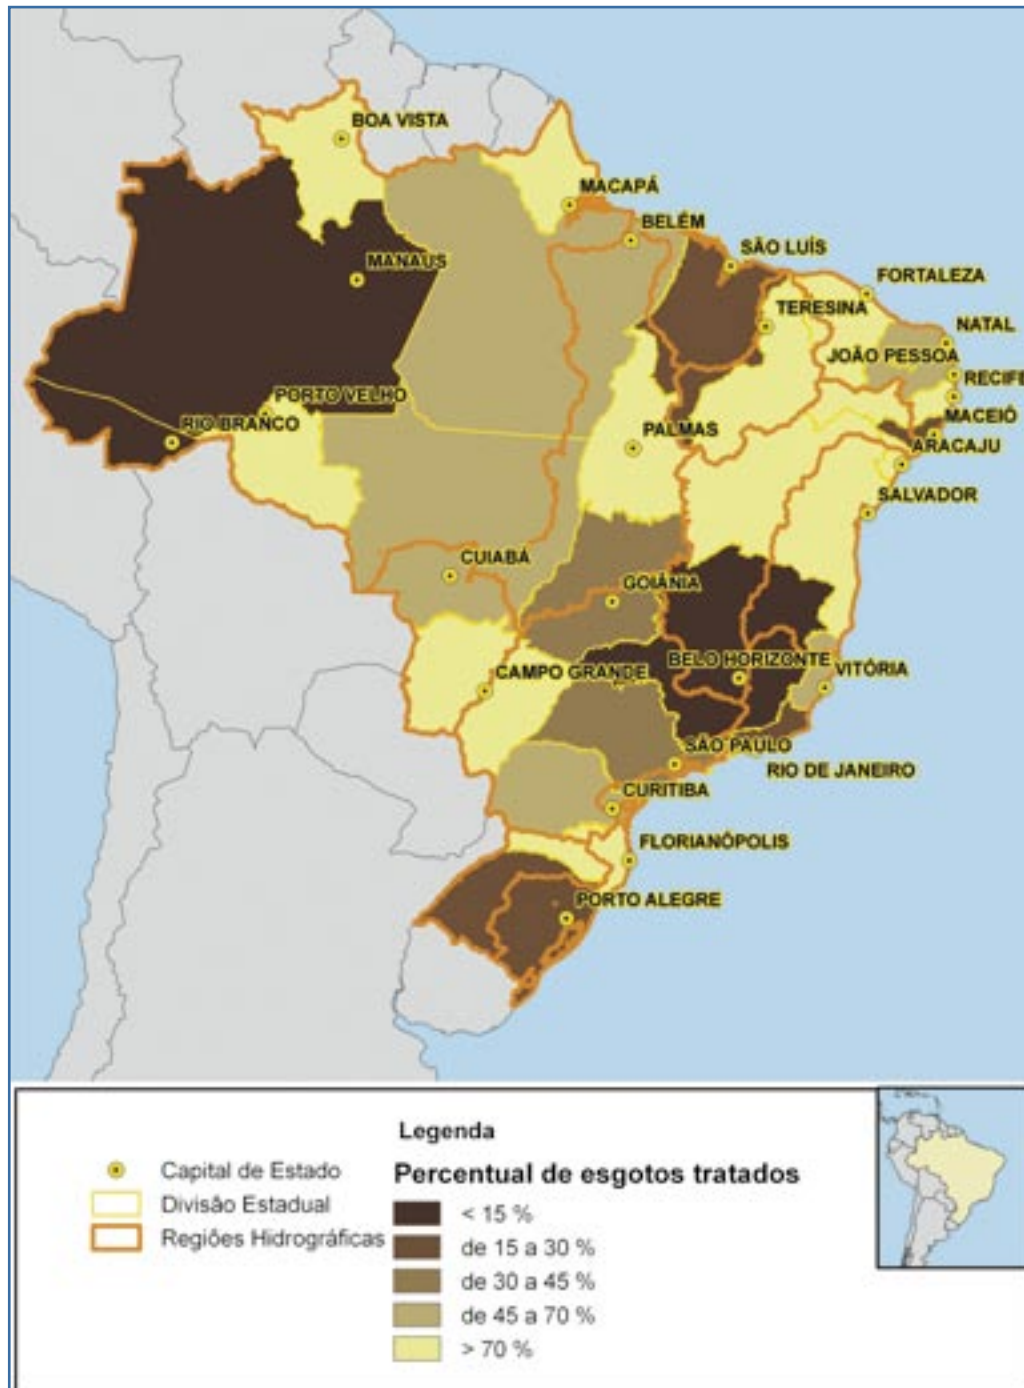 BOA VISTA
MACAPÁ
BELÉM
SÃO LUÍS
MANAUS
FORTALEZA
TERESINA
NATAL
JOÃO PESSOA
RECIFE
PORTO VELHO
MACEIÓ
RIO BRANCO
PALMAS
ARACAJU
SALVADOR
CUIABÁ
GOIÂNIA
BELO HORIZONTE
VITÓRIA
CAMPO GRANDE
SÃO PAULO
RIO DE JANEIRO
CURITIBA
FLORIANÓPOLIS
PORTO ALEGRE
Legenda
Capital de Estado
Divisão Estadual
Regiões Hidrográficas
Percentual de esgotos tratados
< 15 %
de 15 a 30 %
de 30 a 45 %
de 45 a 70 %
> 70 %